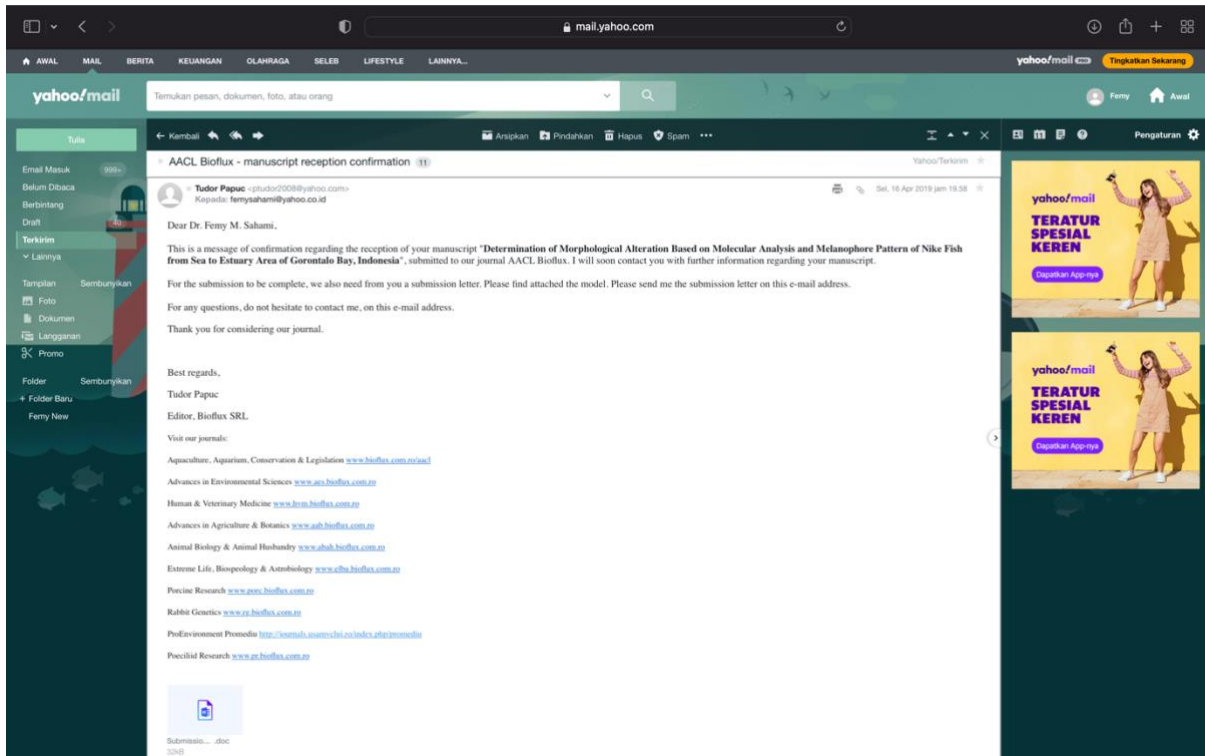 mail.yahoo.com
AWAL MAIL BERITA KEUANGAN OLAHRAGA SELEB LIFESTYLE LAINNYA...
yahoo!mail Tingkatkan Sekarang
yahoo!mail Temukan pesan, dokumen, foto, atau orang Femy Awal
Tulis
Kembali Arsipkan Pindahkan Hapus Spam Pengaturan
Email Masuk 999+
Belum Dibaca
Berbintang
Draft 40
Terkirim
Lainnya
Tampilan Sembunyikan
Foto
Dokumen
Langganan
Promo
Folder Sembunyikan
+ Folder Baru
Femy New
AACL Bioflux - manuscript reception confirmation 11 Yahoo/Terkirim
Tudor Papuc <ptudor2008@yahoo.com> Sel, 16 Apr 2019 jam 19.58
Kepada: femysahami@yahoo.co.id
Dear Dr. Femy M. Sahami,
This is a message of confirmation regarding the reception of your manuscript "Determination of Morphological Alteration Based on Molecular Analysis and Melanophore Pattern of Nike Fish
from Sea to Estuary Area of Gorontalo Bay, Indonesia", submitted to our journal AACL Bioflux. I will soon contact you with further information regarding your manuscript.
For the submission to be complete, we also need from you a submission letter. Please find attached the model. Please send me the submission letter on this e-mail address.
For any questions, do not hesitate to contact me, on this e-mail address.
Thank you for considering our journal.
Best regards,
Tudor Papuc
Editor, Bioflux SRL
Visit our journals:
Aquaculture, Aquarium, Conservation & Legislation www.bioflux.com.ro/aacl
Advances in Environmental Sciences www.aes.bioflux.com.ro
Human & Veterinary Medicine www.hvm.bioflux.com.ro
Advances in Agriculture & Botanics www.aab.bioflux.com.ro
Animal Biology & Animal Husbandry www.abah.bioflux.com.ro
Extreme Life, Biospeology & Astrobiology www.elba.bioflux.com.ro
Porcine Research www.porc.bioflux.com.ro
Rabbit Genetics www.rg.bioflux.com.ro
ProEnvironment Promediu http://journals.usamvcluj.ro/index.php/promediu
Poeciliid Research www.pr.bioflux.com.ro
Submissio... .doc
32kB
yahoo!mail
TERATUR
SPESIAL
KEREN
Dapatkan App-nya
yahoo!mail
TERATUR
SPESIAL
KEREN
Dapatkan App-nya